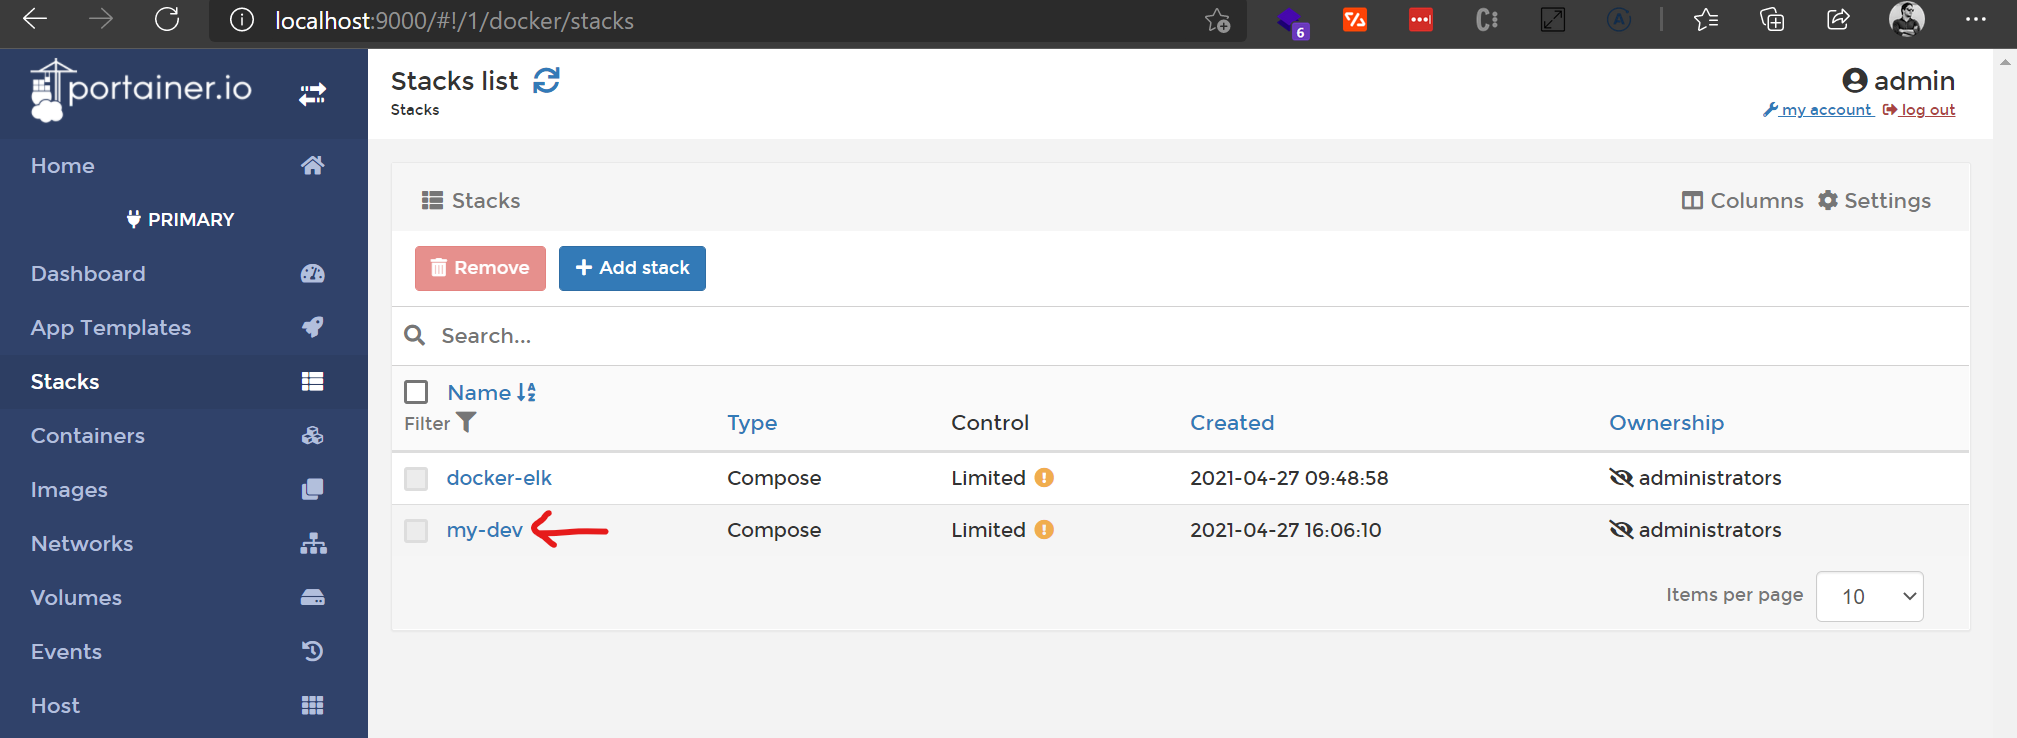 localhost:9000/#!/1/docker/stacks
6
portainer.io
Home
PRIMARY
Dashboard
App Templates
Stacks
Containers
Images
Networks
Volumes
Events
Host
Stacks list
Stacks
admin
my account log out
Stacks
Columns Settings
Remove Add stack
Search...
Name
Filter Type Control Created Ownership
docker-elk Compose Limited 2021-04-27 09:48:58 administrators
my-dev Compose Limited 2021-04-27 16:06:10 administrators
Items per page 10